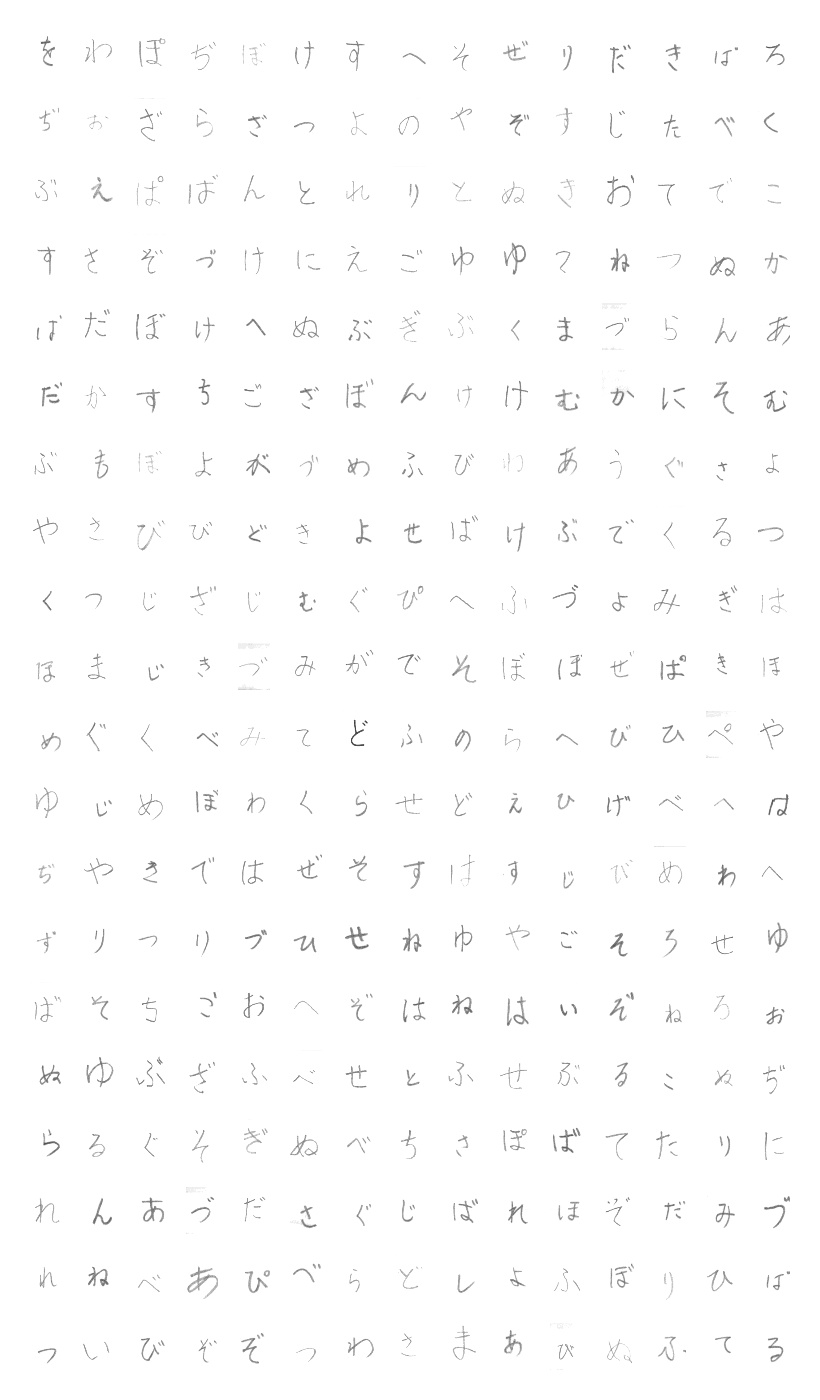 をわぽぢぼけすへそぜりだきぱろ
ぢおざらざつよのやぞすじたべく
ぶえぱばんとれりとぬきおてでこ
すさぞづけにえごゆゆてねつぬか
ばだぼけへぬぶぎぶくまづらんあ
だかすちござぼんけけむかにそむ
ぶもぼよがづめふびわあうぐさよ
やさびびどきよせばけぶでくるつ
くつじざじむぐぴへふづよみぎは
ほまじきづみがでそぼぼぜぱきほ
めぐくべみてどふのらへびひぺや
ゆじめぼわくらせどえひげべへは
ぢやきではぜそすはすじびめわへ
ずりつりづひせねゆやごそろせゆ
ばそちごおへぞはねはいぞねろお
ぬゆぶざふべせとふせぶるこぬぢ
らるぐそぎぬべちさぽばてたりに
れんあづださぐじばれほぞだみづ
れねべあぴべらどしよふぼりひぱ
ついびぞぞつわさまあびぬふてる